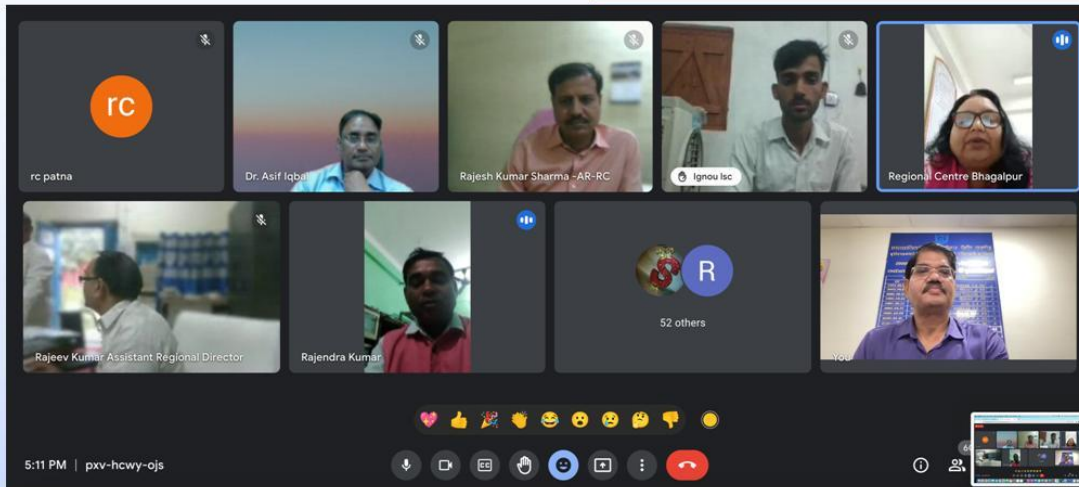 rc
rc patna
Dr. Asif Iqbal
Rajesh Kumar Sharma -AR-RC
Ignou lsc
Regional Centre Bhagalpur
Rajeev Kumar Assistant Regional Director
Rajendra Kumar
S R
52 others
You
5:11 PM | pxv-hcwy-ojs
CC